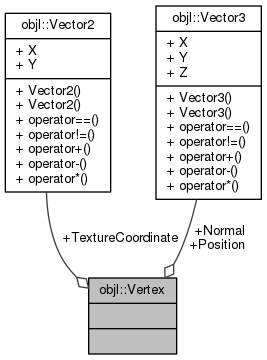 objl::Vector2
+ X
+ Y
+ Vector2()
+ Vector2()
+ operator==()
+ operator!=()
+ operator+()
+ operator-()
+ operator*()
objl::Vector3
+ X
+ Y
+ Z
+ Vector3()
+ Vector3()
+ operator==()
+ operator!=()
+ operator+()
+ operator-()
+ operator*()
+TextureCoordinate
+Normal
+Position
objl::Vertex